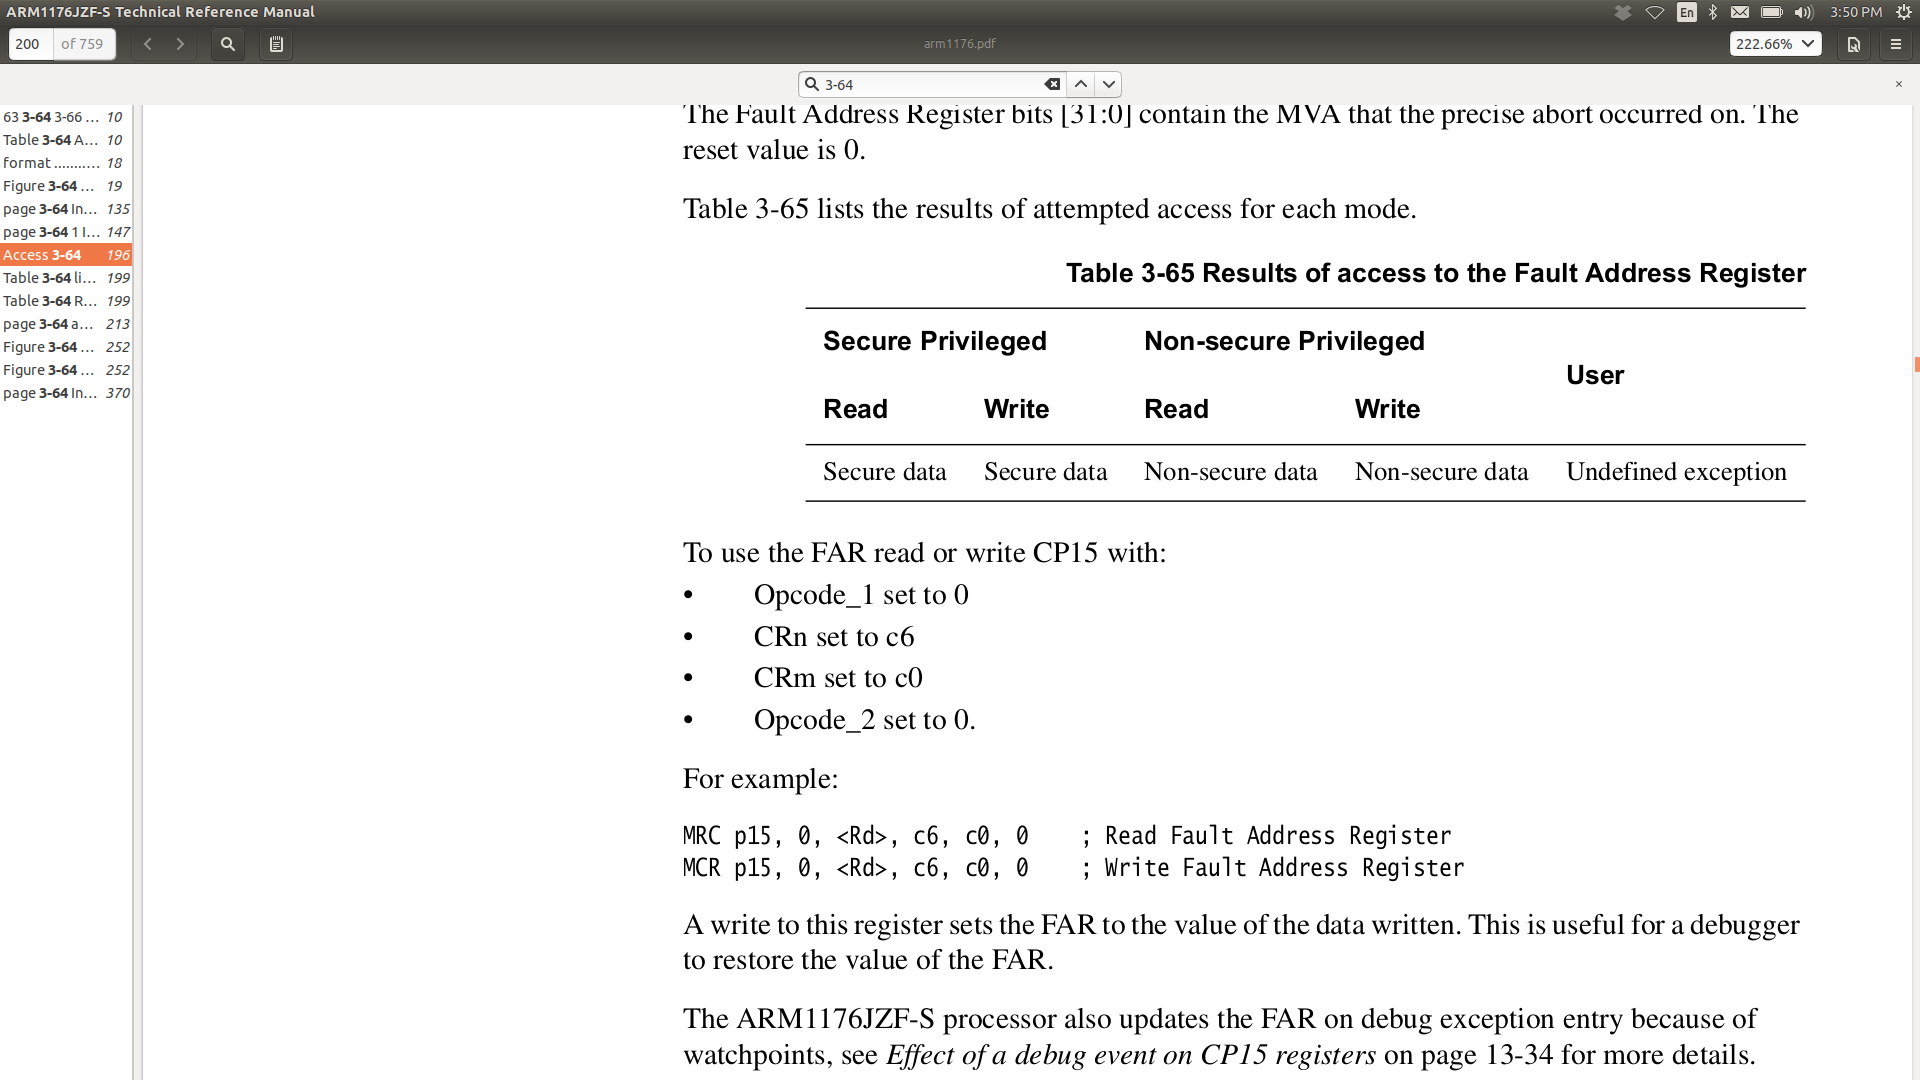 ARM1176JZF-S Technical Reference Manual
En
3:50 PM
200 of 759
arm1176.pdf
222.66%
3-64
63 3-64 3-66 ... 10
Table 3-64 A... 10
format ........... 18
Figure 3-64 ... 19
page 3-64 In... 135
page 3-64 1 I... 147
Access 3-64 196
Table 3-64 li... 199
Table 3-64 R... 199
page 3-64 a... 213
Figure 3-64 ... 252
Figure 3-64 ... 252
page 3-64 In... 370
The Fault Address Register bits [31:0] contain the MVA that the precise abort occurred on. The
reset value is 0.
Table 3-65 lists the results of attempted access for each mode.
Table 3-65 Results of access to the Fault Address Register
Secure Privileged Non-secure Privileged
User
Read Write Read Write
Secure data Secure data Non-secure data Non-secure data Undefined exception
To use the FAR read or write CP15 with:
• Opcode_1 set to 0
• CRn set to c6
• CRm set to c0
• Opcode_2 set to 0.
For example:
MRC p15, 0, <Rd>, c6, c0, 0 ; Read Fault Address Register
MCR p15, 0, <Rd>, c6, c0, 0 ; Write Fault Address Register
A write to this register sets the FAR to the value of the data written. This is useful for a debugger
to restore the value of the FAR.
The ARM1176JZF-S processor also updates the FAR on debug exception entry because of
watchpoints, see Effect of a debug event on CP15 registers on page 13-34 for more details.